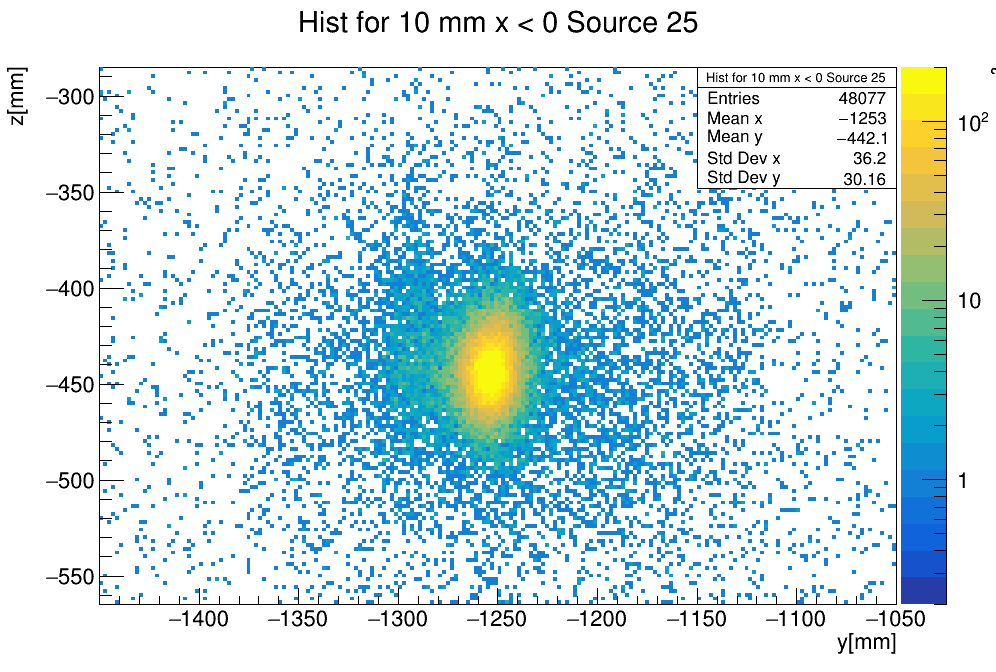 Hist for 10 mm x < 0 Source 25
z[mm]
Hist for 10 mm x < 0 Source 25
Entries 48077
Mean x −1253
Mean y −442.1
Std Dev x 36.2
Std Dev y 30.16
−300
−350
−400
−450
−500
−550
10²
10
1
−1400 −1350 −1300 −1250 −1200 −1150 −1100 −1050
y[mm]